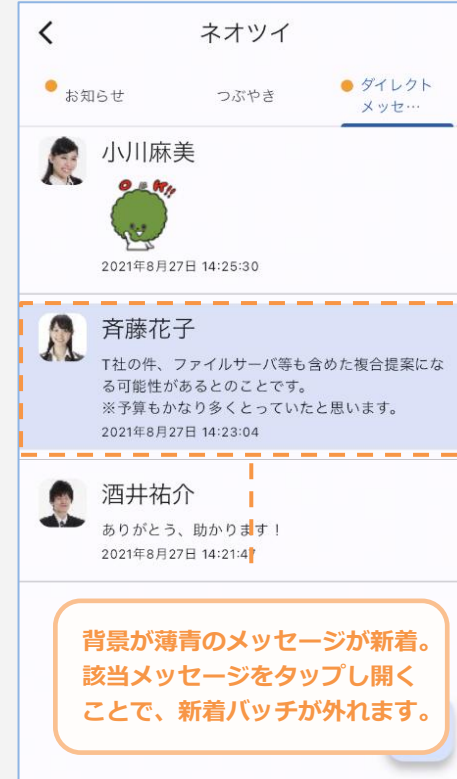 ネオツイ
お知らせ
つぶやき
ダイレクト
メッセ…
小川麻美
OK!!
2021年8月27日 14:25:30
斉藤花子
T社の件、ファイルサーバ等も含めた複合提案にな
る可能性があるとのことです。
※予算もかなり多くとっていたと思います。
2021年8月27日 14:23:04
酒井祐介
ありがとう、助かります！
2021年8月27日 14:21:47
背景が薄青のメッセージが新着。
該当メッセージをタップし開く
ことで、新着バッチが外れます。